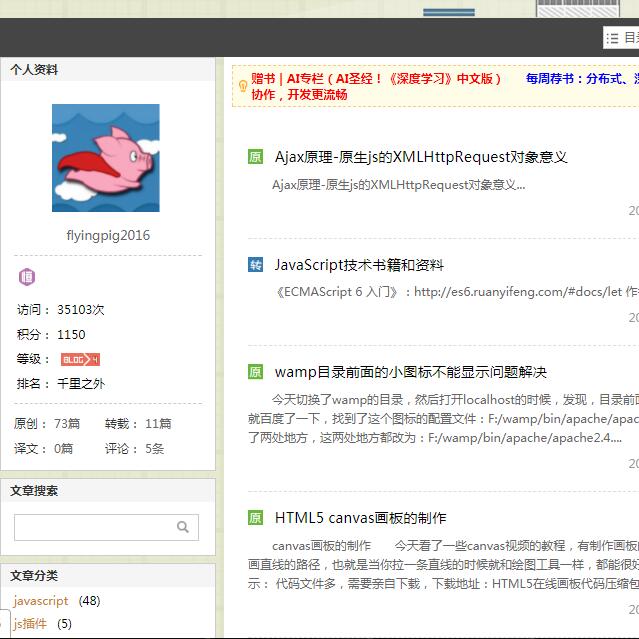 目
个人资料
flyingpig2016
恒
访问： 35103次
积分： 1150
等级： BLOG 4
排名： 千里之外
原创： 73篇 转载： 11篇
译文： 0篇 评论： 5条
文章搜索
文章分类
javascript (48)
js插件 (5)
赠书 | AI专栏（AI圣经！《深度学习》中文版） 每周荐书：分布式、
协作，开发更流畅
原 Ajax原理-原生js的XMLHttpRequest对象意义
Ajax原理-原生js的XMLHttpRequest对象意义...
转 JavaScript技术书籍和资料
《ECMAScript 6 入门》：http://es6.ruanyifeng.com/#docs/let 作
原 wamp目录前面的小图标不能显示问题解决
今天切换了wamp的目录，然后打开localhost的时候，发现，目录前
就百度了一下，找到了这个图标的配置文件：F:/wamp/bin/apache/apac
了两处地方，这两处地方都改为：F:/wamp/bin/apache/apache2.4....
原 HTML5 canvas画板的制作
canvas画板的制作 今天看了一些canvas视频的教程，有制作画板
画直线的路径，也就是当你拉一条直线的时候就和绘图工具一样，都能很好
示： 代码文件多，需要亲自下载，下载地址：HTML5在线画板代码压缩包